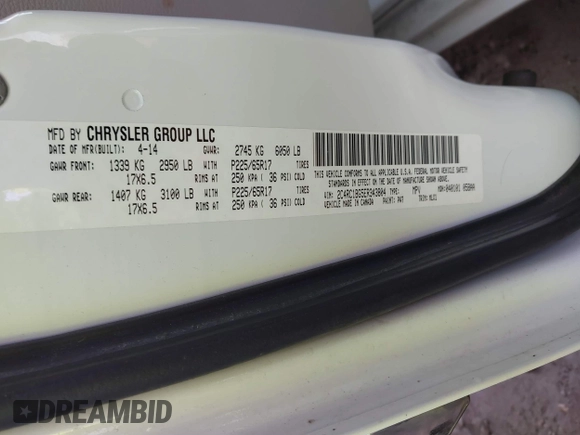 MFD BY CHRYSLER GROUP LLC
DATE OF MFR(BUILT): 4-14 GVWR: 2745 KG 6050 LB
GAWR FRONT: 1339 KG 2950 LB WITH P225/65R17
17X6.5 RIMS AT 250 KPA ( 36 PSI) COLD
GAWR REAR: 1407 KG 3100 LB WITH P225/65R17
17X6.5 RIMS AT 250 KPA ( 36 PSI) COLD
THIS VEHICLE CONFORMS TO ALL APPLICABLE U.S.A. FEDERAL MOTOR VEHICLE SAFETY
STANDARDS IN EFFECT ON THE DATE OF MANUFACTURE SHOWN ABOVE.
VIN: TYPE: MPV MDH:
VEHICLE MADE IN CANADA PAINT: TRIM:
DREAMBID